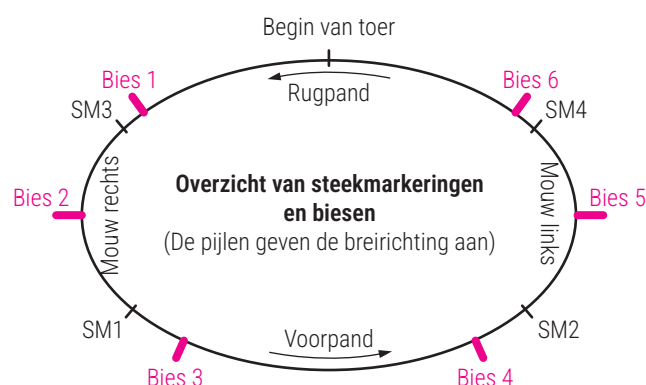 Begin van toer
Bies 1
Bies 6
Rugpand
SM3
SM4
Mouw rechts
Overzicht van steekmarkeringen
en biesen
(De pijlen geven de breirichting aan)
Mouw links
Bies 2
Bies 5
SM1
Voorpand
SM2
Bies 3
Bies 4